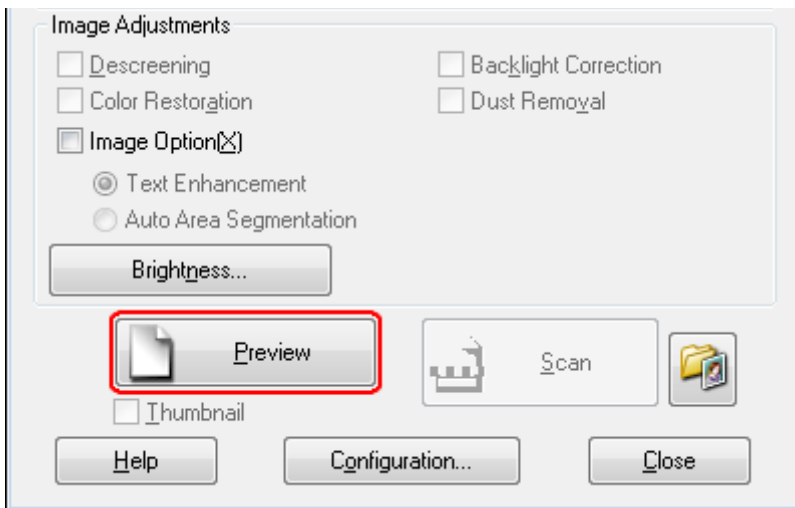 Image Adjustments
Descreening
Backlight Correction
Color Restoration
Dust Removal
Image Option(X)
Text Enhancement
Auto Area Segmentation
Brightness...
Preview
Scan
Thumbnail
Help
Configuration...
Close